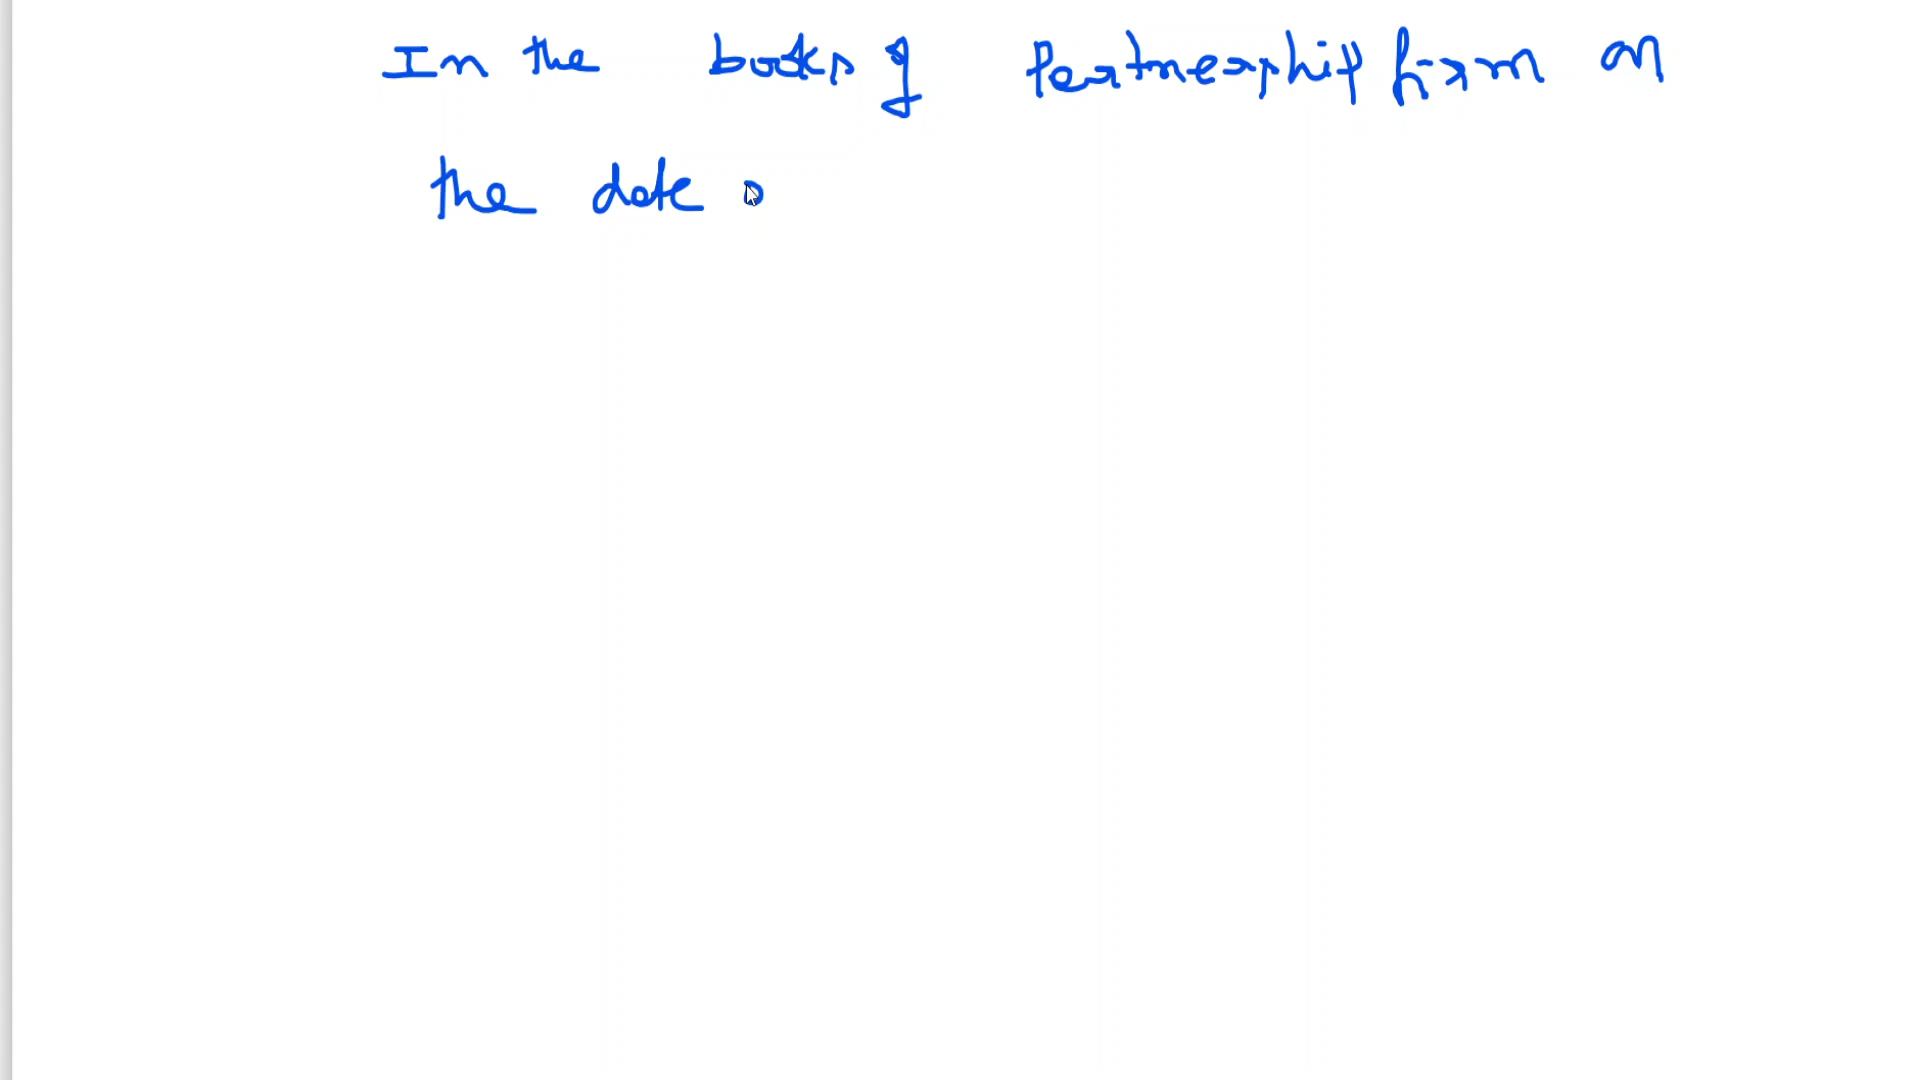 In the books of Partnership firm on
the date o